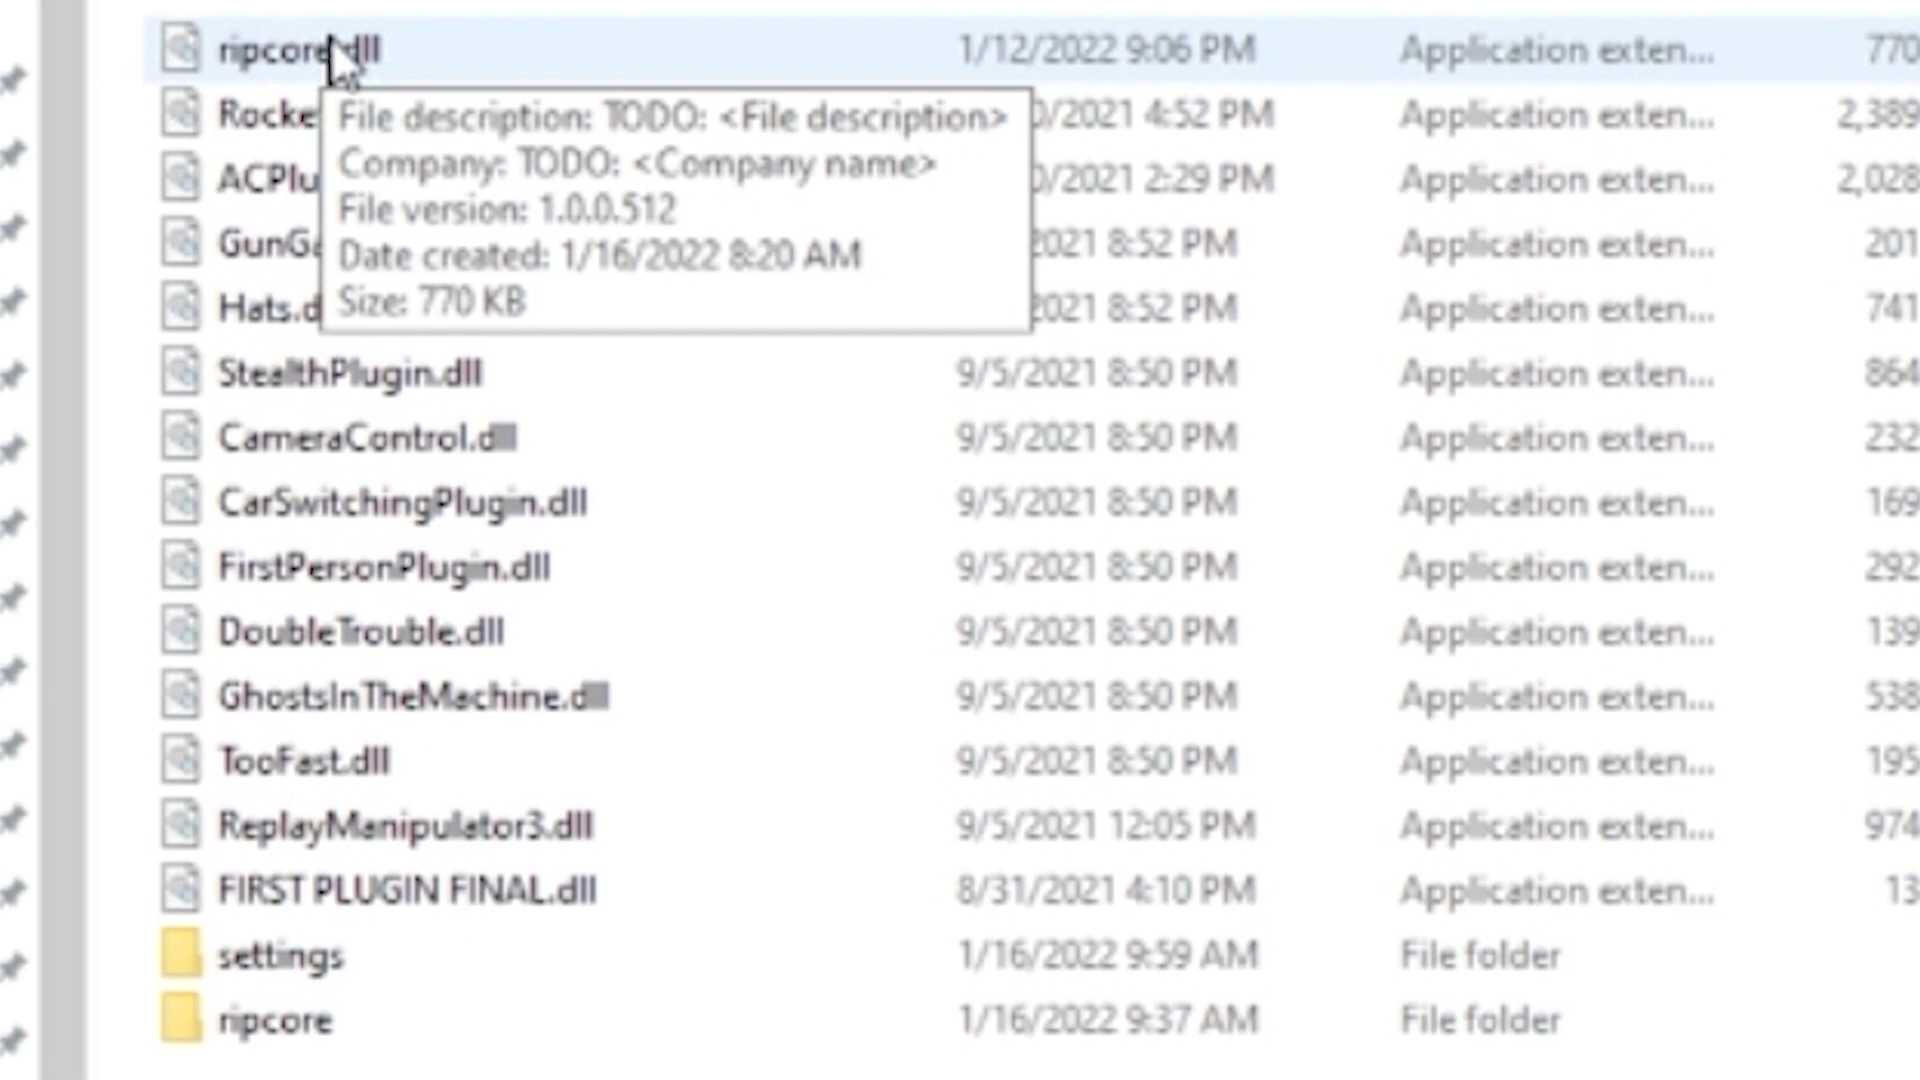 ripcore.dll 1/12/2022 9:06 PM Application exten... 770
Rocke 0/2021 4:52 PM Application exten... 2,389
ACPlu 0/2021 2:29 PM Application exten... 2,028
GunGa 2021 8:52 PM Application exten... 201
Hats.d 2021 8:52 PM Application exten... 741
File description: TODO: <File description>
Company: TODO: <Company name>
File version: 1.0.0.512
Date created: 1/16/2022 8:20 AM
Size: 770 KB
StealthPlugin.dll 9/5/2021 8:50 PM Application exten... 864
CameraControl.dll 9/5/2021 8:50 PM Application exten... 232
CarSwitchingPlugin.dll 9/5/2021 8:50 PM Application exten... 169
FirstPersonPlugin.dll 9/5/2021 8:50 PM Application exten... 292
DoubleTrouble.dll 9/5/2021 8:50 PM Application exten... 139
GhostsInTheMachine.dll 9/5/2021 8:50 PM Application exten... 538
TooFast.dll 9/5/2021 8:50 PM Application exten... 195
ReplayManipulator3.dll 9/5/2021 12:05 PM Application exten... 974
FIRST PLUGIN FINAL.dll 8/31/2021 4:10 PM Application exten... 13
settings 1/16/2022 9:59 AM File folder
ripcore 1/16/2022 9:37 AM File folder